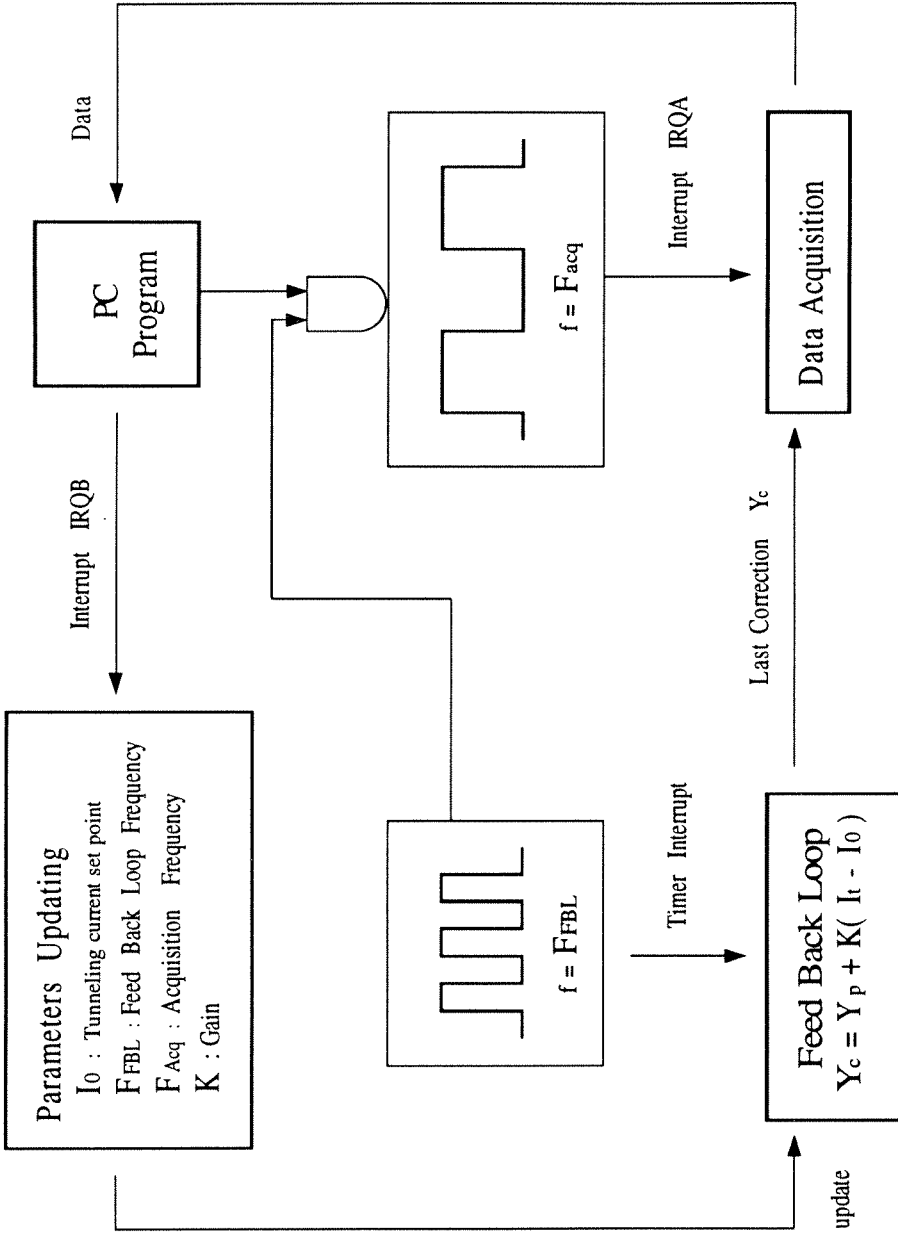 Parameters Updating
I0 : Tunneling current set point
FFBL : Feed Back Loop Frequency
FAcq : Acquisition Frequency
K : Gain
Interrupt IRQB
PC
Program
Data
f = FFBL
f = Facq
Timer Interrupt
Interrupt IRQA
update
Feed Back Loop
Yc = Yp + K( It - I0 )
Last Correction Yc
Data Acquisition